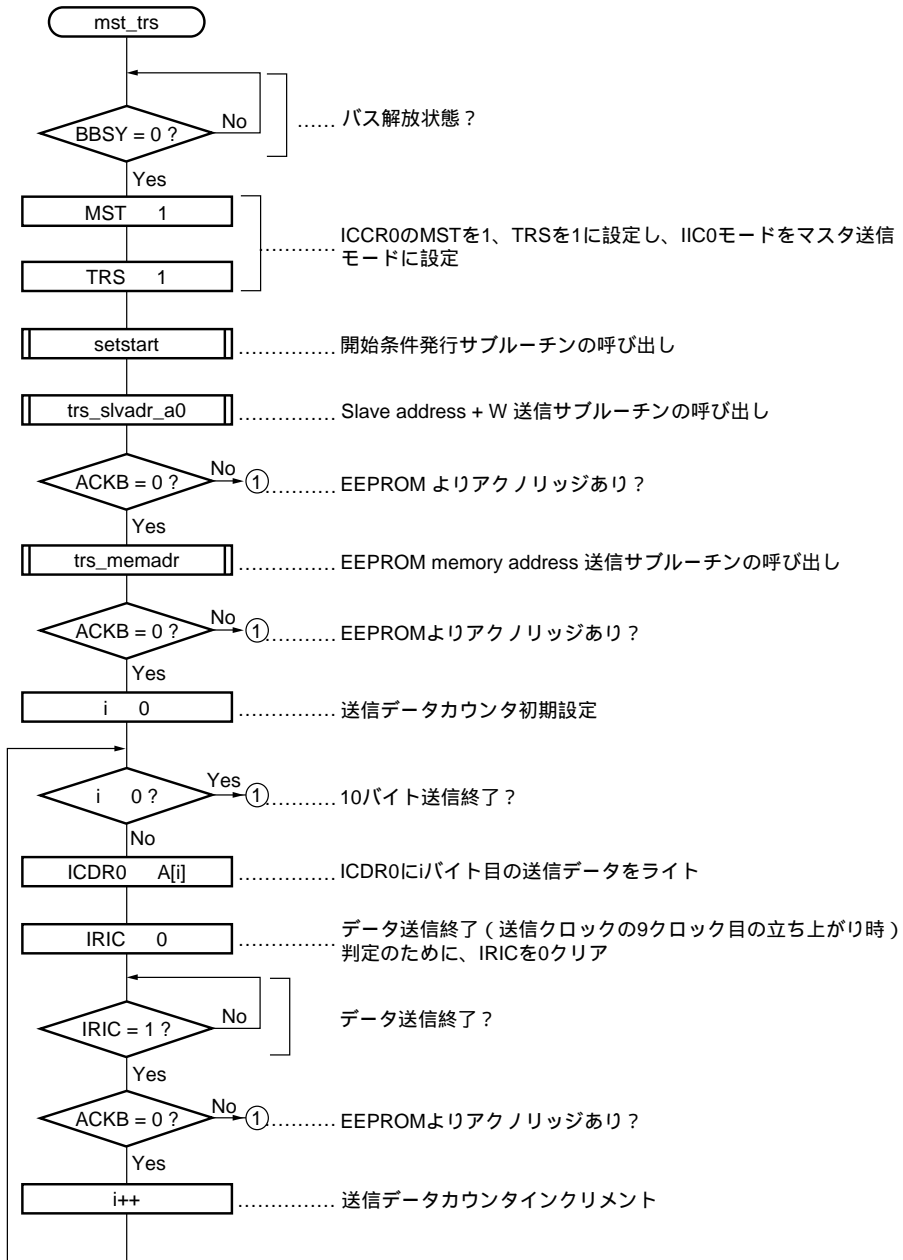 mst_trs
BBSY = 0 ?
No
...... バス解放状態？
Yes
MST 1
TRS 1
............ ICCR0のMSTを1、TRSを1に設定し、IIC0モードをマスタ送信
モードに設定
setstart
............... 開始条件発行サブルーチンの呼び出し
trs_slvadr_a0
............... Slave address + W 送信サブルーチンの呼び出し
ACKB = 0 ?
No
1
........... EEPROM よりアクノリッジあり？
Yes
trs_memadr
............... EEPROM memory address 送信サブルーチンの呼び出し
ACKB = 0 ?
No
1
........... EEPROMよりアクノリッジあり？
Yes
i 0
............... 送信データカウンタ初期設定
i 0 ?
Yes
1
........... 10バイト送信終了？
No
ICDR0 A[i]
............... ICDR0にiバイト目の送信データをライト
IRIC 0
............... データ送信終了（送信クロックの9クロック目の立ち上がり時）
判定のために、IRICを0クリア
IRIC = 1 ?
No
データ送信終了？
Yes
ACKB = 0 ?
No
1
........... EEPROMよりアクノリッジあり？
Yes
i++
............... 送信データカウンタインクリメント